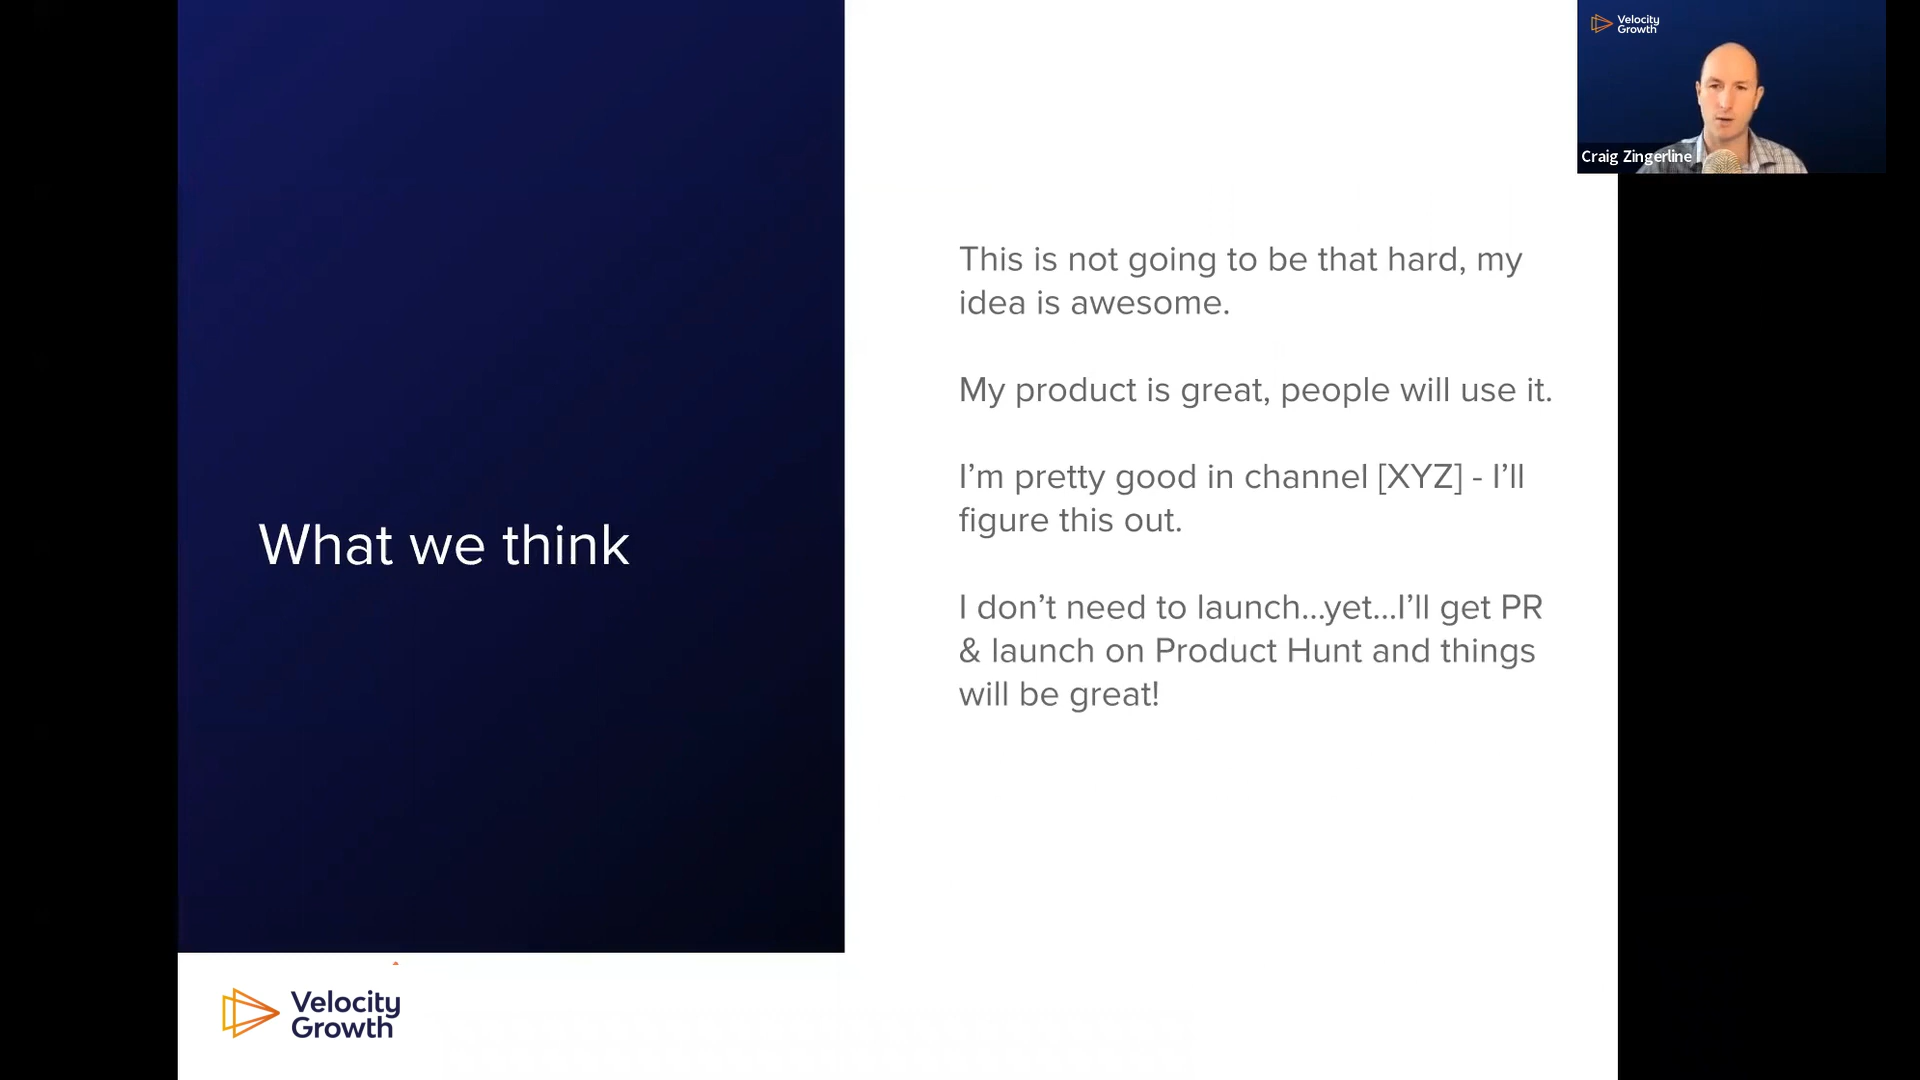 What we think
This is not going to be that hard, my
idea is awesome.
My product is great, people will use it.
I’m pretty good in channel [XYZ] - I’ll
figure this out.
I don’t need to launch...yet...I’ll get PR
& launch on Product Hunt and things
will be great!
Velocity
Growth
Velocity
Growth
Craig Zingerline